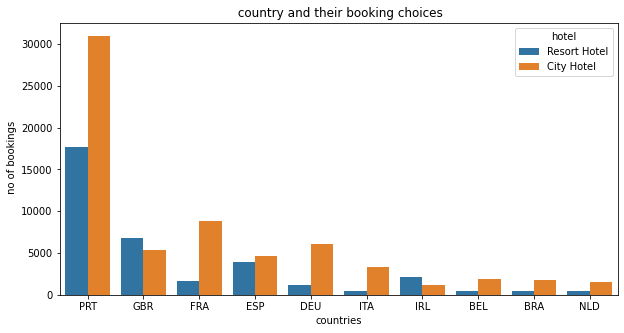 country and their booking choices
hotel
Resort Hotel
City Hotel
no of bookings
30000
25000
20000
15000
10000
5000
0
PRT GBR FRA ESP DEU ITA IRL BEL BRA NLD
countries